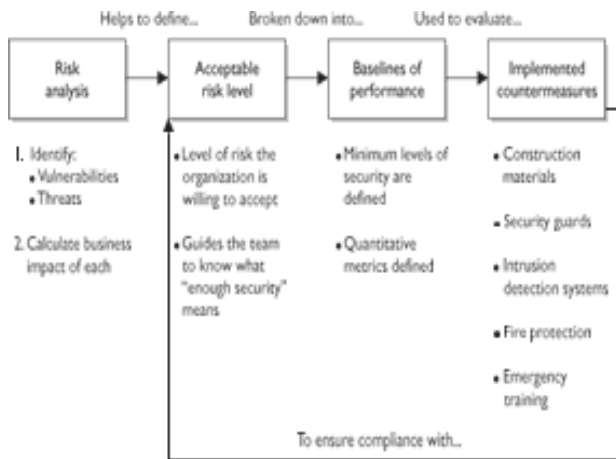 Helps to define...
Broken down into...
Used to evaluate...
Risk
analysis
Acceptable
risk level
Baselines of
performance
Implemented
countermeasures
1. Identify:
• Vulnerabilities
• Threats
2. Calculate business
impact of each
• Level of risk the
organization is
willing to accept
• Guides the team
to know what
"enough security"
means
• Minimum levels of
security are
defined
• Quantitative
metrics defined
• Construction
materials
• Security guards
• Intrusion
detection systems
• Fire protection
• Emergency
training
To ensure compliance with...